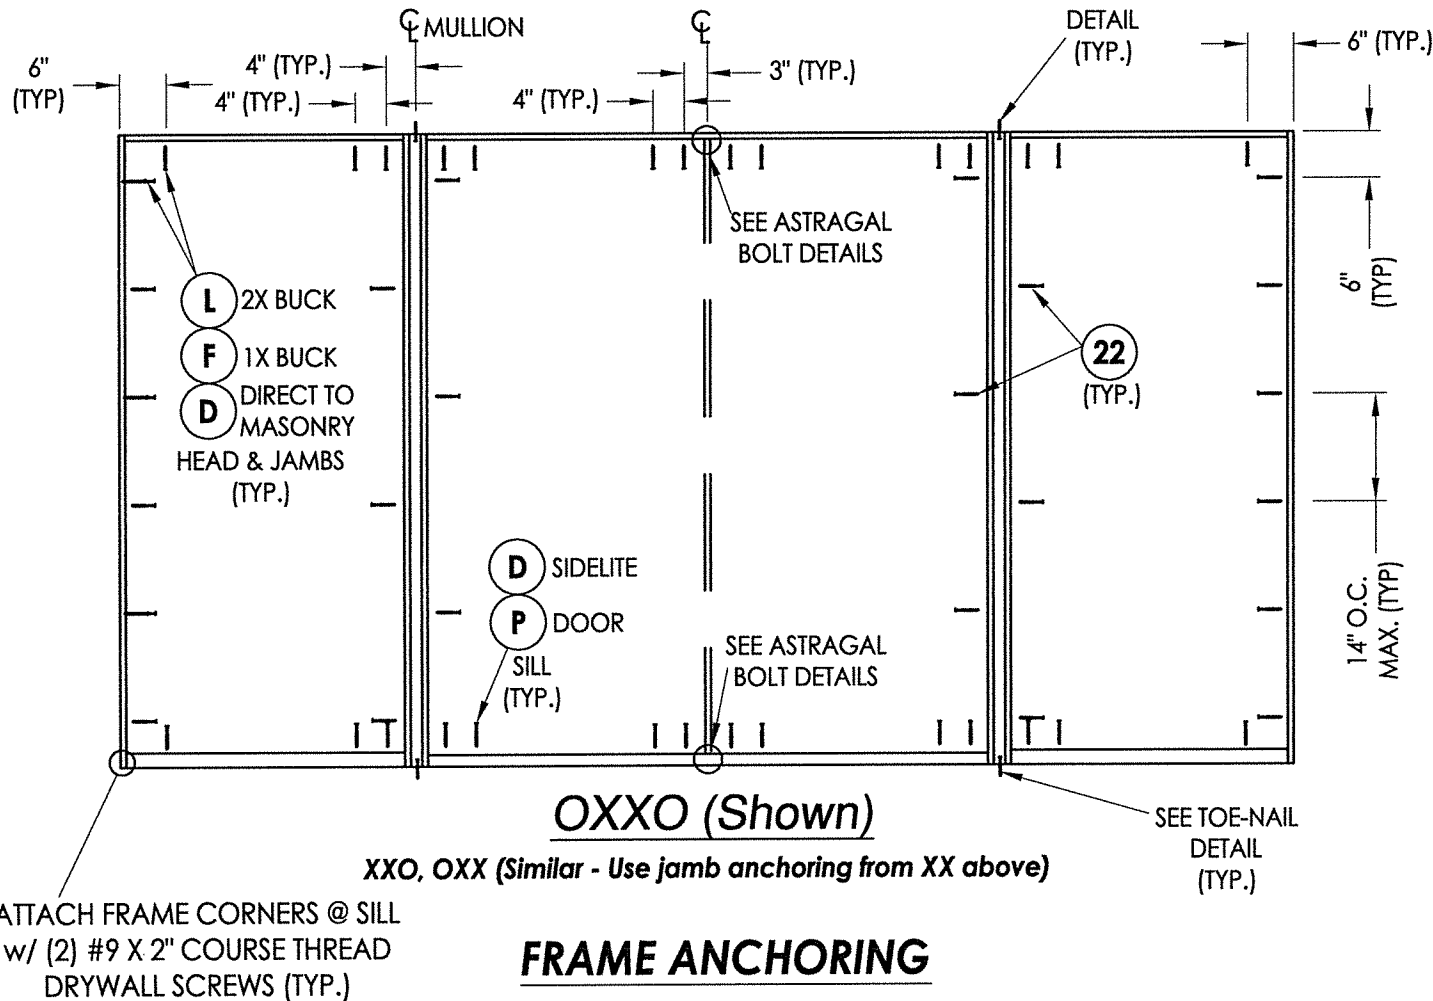 ℄ MULLION
℄
DETAIL
(TYP.)
6"
(TYP)
4" (TYP.)
4" (TYP.)
4" (TYP.)
3" (TYP.)
6" (TYP.)
SEE ASTRAGAL
BOLT DETAILS
L 2X BUCK
F 1X BUCK
D DIRECT TO
MASONRY
HEAD & JAMBS
(TYP.)
22
(TYP.)
6"
(TYP)
14" O.C.
MAX. (TYP)
D SIDELITE
P DOOR
SILL
(TYP.)
SEE ASTRAGAL
BOLT DETAILS
OXXO (Shown)
XXO, OXX (Similar - Use jamb anchoring from XX above)
SEE TOE-NAIL
DETAIL
(TYP.)
ATTACH FRAME CORNERS @ SILL
w/ (2) #9 X 2" COURSE THREAD
DRYWALL SCREWS (TYP.)
FRAME ANCHORING